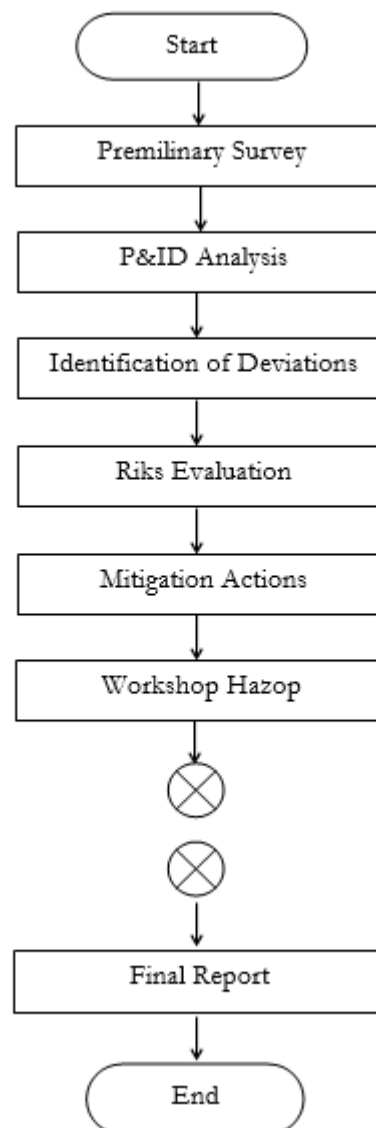 Start
Premilinary Survey
P&ID Analysis
Identification of Deviations
Riks Evaluation
Mitigation Actions
Workshop Hazop
Final Report
End